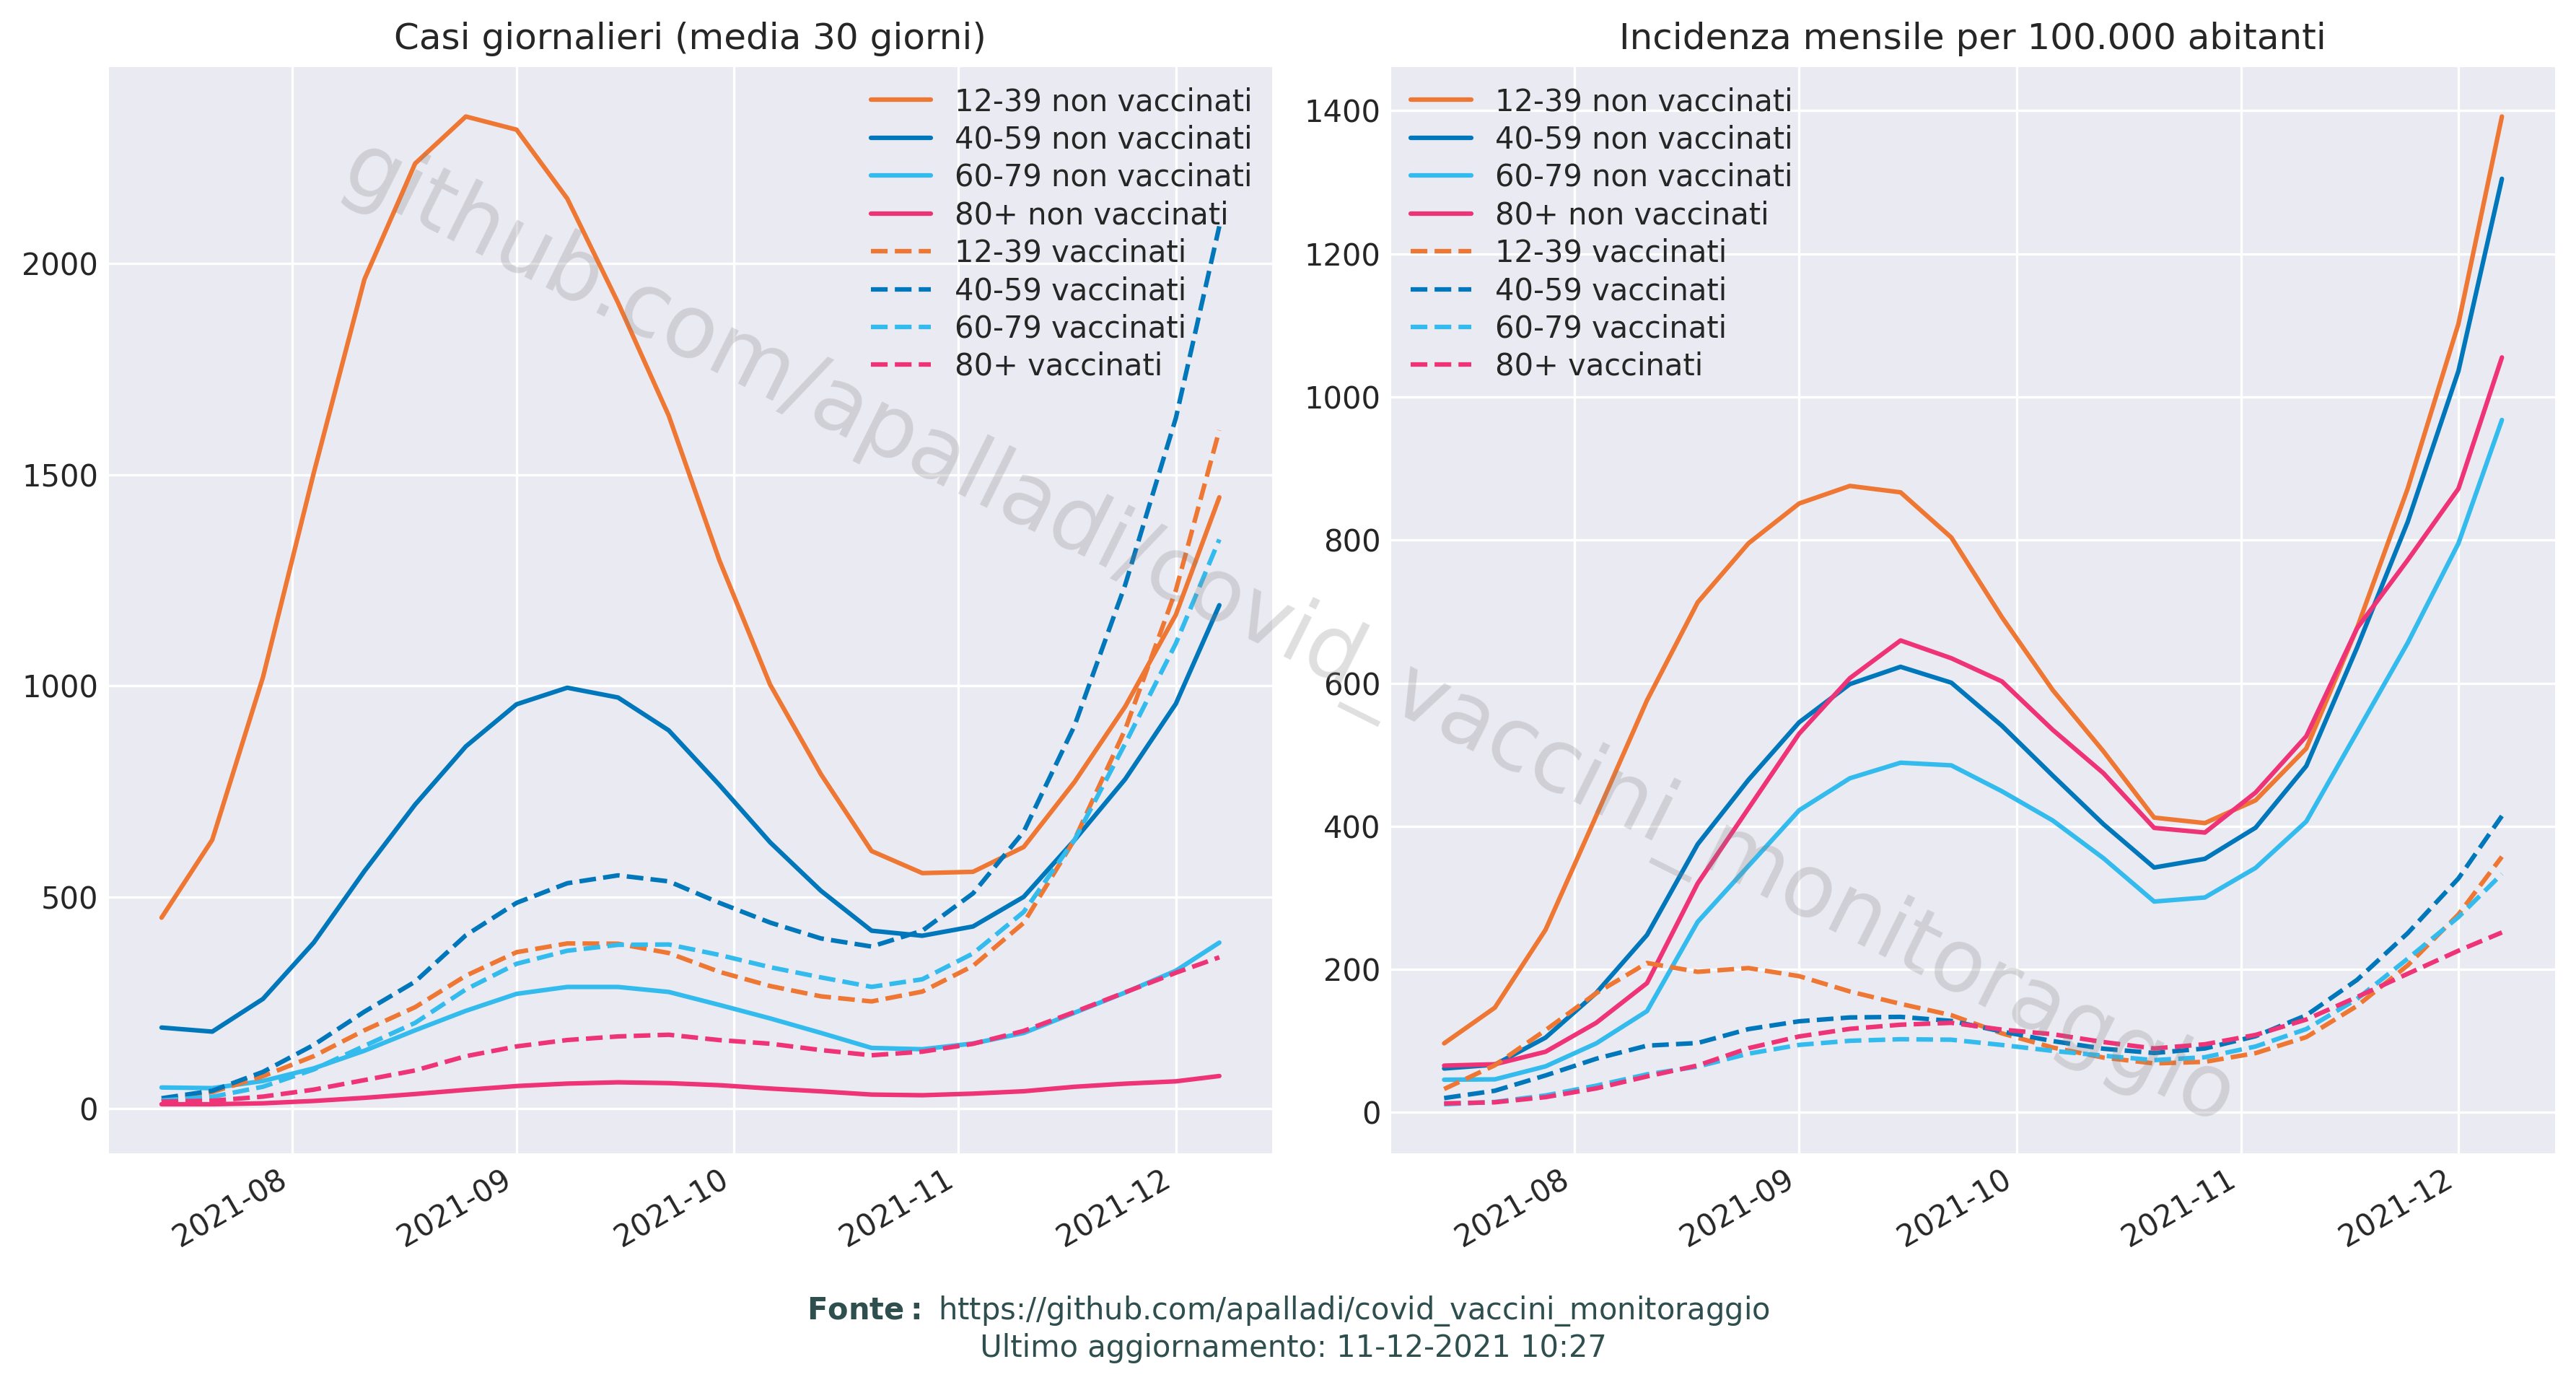 Casi giornalieri (media 30 giorni)
12-39 non vaccinati
40-59 non vaccinati
60-79 non vaccinati
80+ non vaccinati
12-39 vaccinati
40-59 vaccinati
60-79 vaccinati
80+ vaccinati
2000
1500
1000
500
0
2021-08
2021-09
2021-10
2021-11
2021-12
Incidenza mensile per 100.000 abitanti
12-39 non vaccinati
40-59 non vaccinati
60-79 non vaccinati
80+ non vaccinati
12-39 vaccinati
40-59 vaccinati
60-79 vaccinati
80+ vaccinati
1400
1200
1000
800
600
400
200
0
2021-08
2021-09
2021-10
2021-11
2021-12
github.com/apalladi/covid_vaccini_monitoraggio
Fonte: https://github.com/apalladi/covid_vaccini_monitoraggio
Ultimo aggiornamento: 11-12-2021 10:27